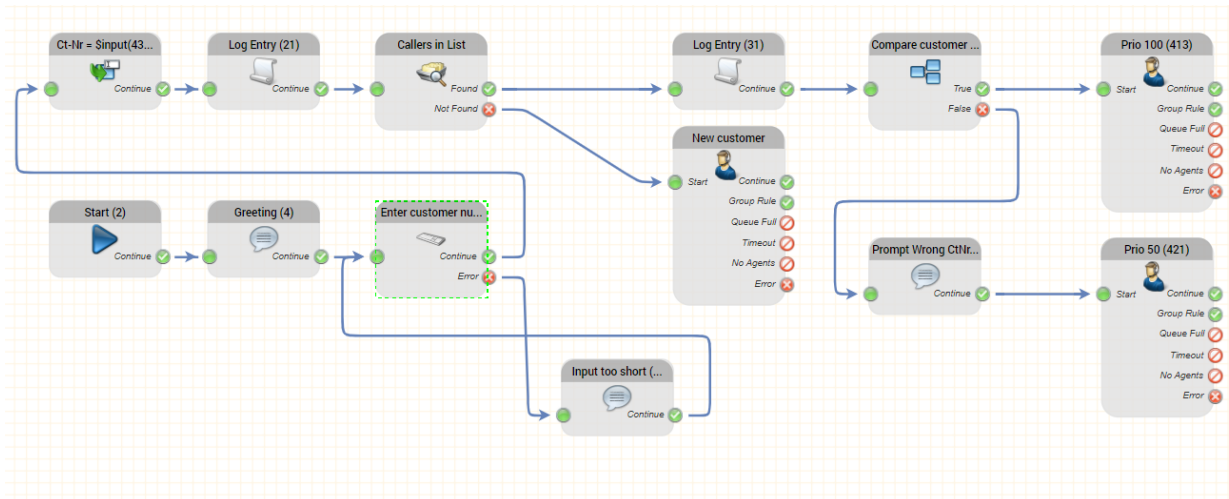 Ct-Nr = $input(43...
Continue
Log Entry (21)
Continue
Callers in List
Found
Not Found
Log Entry (31)
Continue
Compare customer ...
True
False
Prio 100 (413)
Start
Continue
Group Rule
Queue Full
Timeout
No Agents
Error
New customer
Start
Continue
Group Rule
Queue Full
Timeout
No Agents
Error
Start (2)
Continue
Greeting (4)
Continue
Enter customer nu...
Continue
Error
Prompt Wrong CtNr...
Continue
Prio 50 (421)
Start
Continue
Group Rule
Queue Full
Timeout
No Agents
Error
Input too short (...
Continue